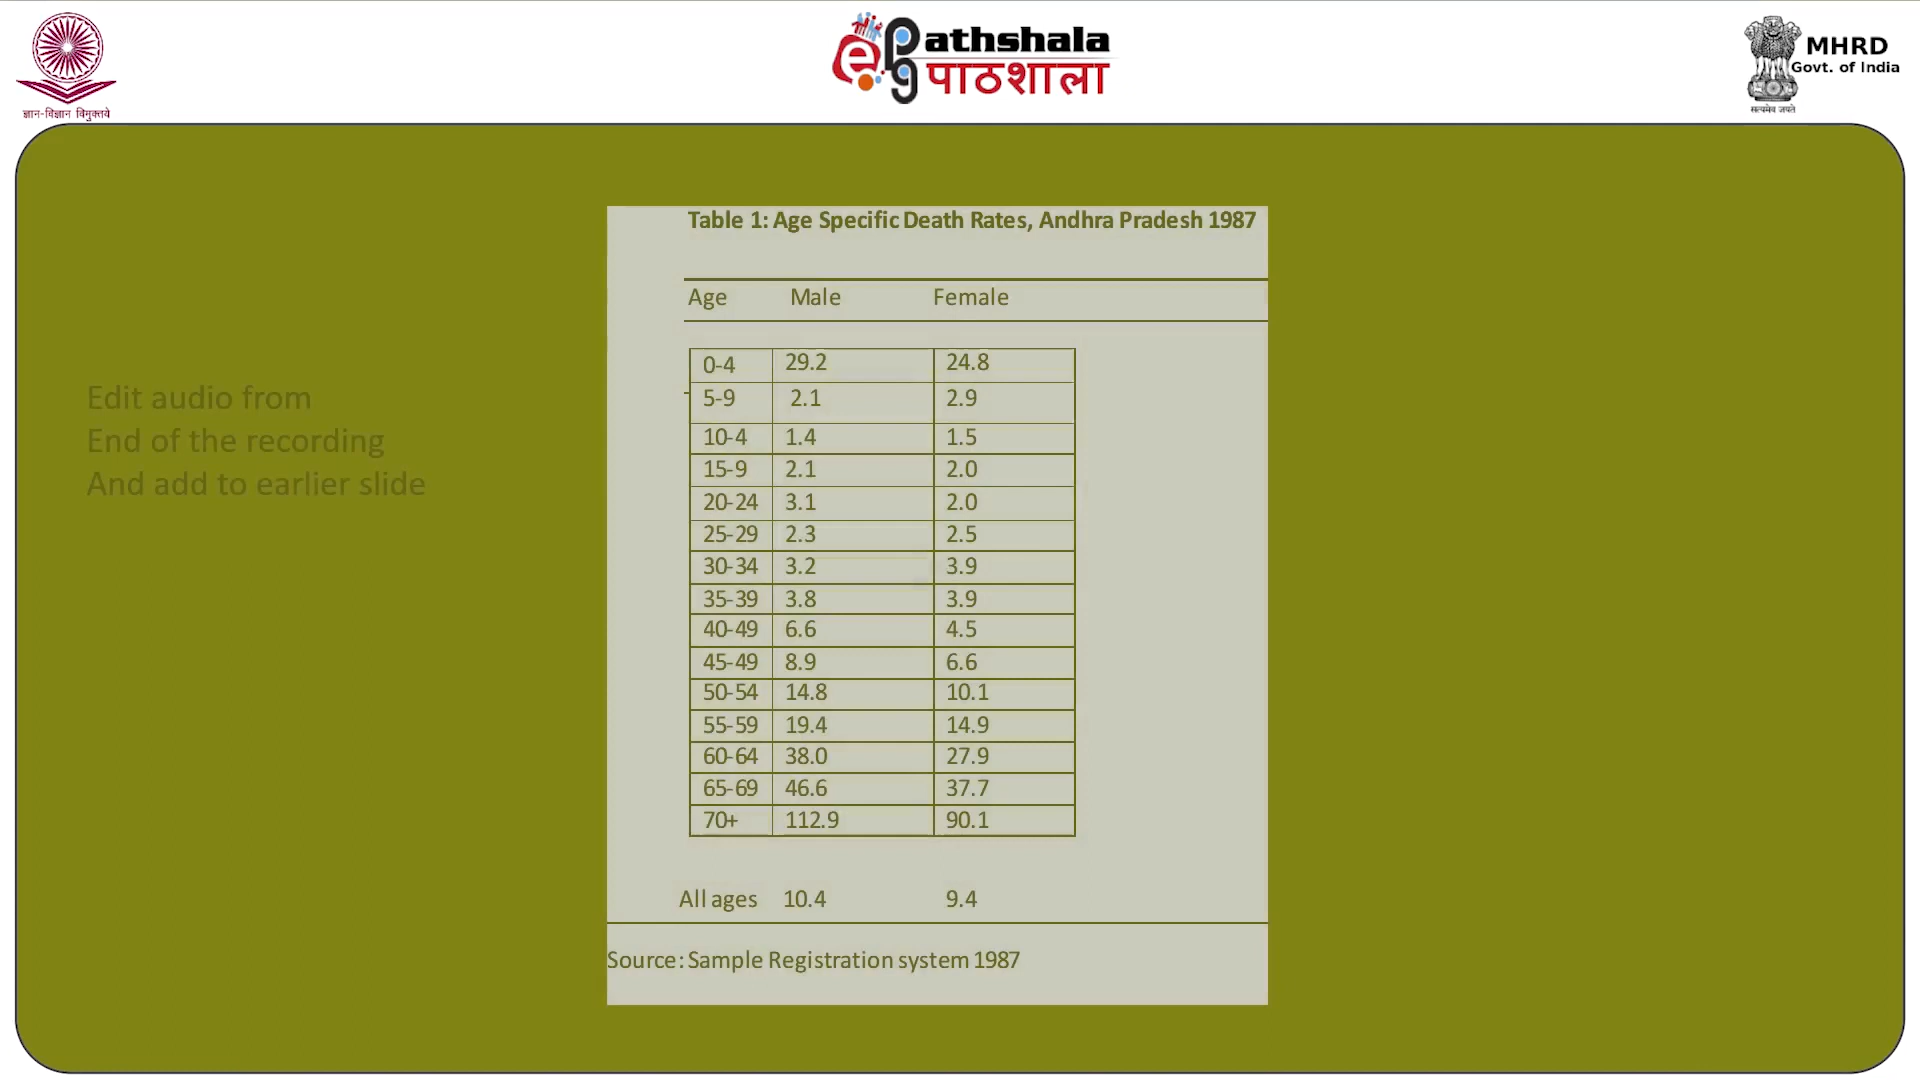 ज्ञान-विज्ञान विमुक्तये
e PG athshala
पाठशाला
MHRD
Govt. of India
सत्यमेव जयते
Edit audio from
End of the recording
And add to earlier slide
Table 1: Age Specific Death Rates, Andhra Pradesh 1987
Age Male Female
0-4 29.2 24.8
5-9 2.1 2.9
10-4 1.4 1.5
15-9 2.1 2.0
20-24 3.1 2.0
25-29 2.3 2.5
30-34 3.2 3.9
35-39 3.8 3.9
40-49 6.6 4.5
45-49 8.9 6.6
50-54 14.8 10.1
55-59 19.4 14.9
60-64 38.0 27.9
65-69 46.6 37.7
70+ 112.9 90.1
All ages 10.4 9.4
Source: Sample Registration system 1987